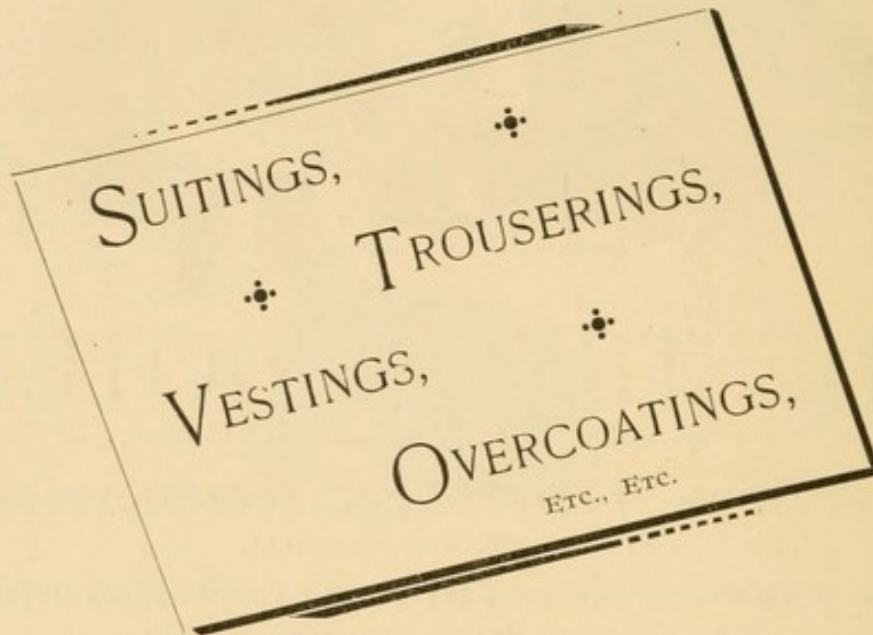 SUITINGS,
TROUSERINGS,
VESTINGS,
OVERCOATINGS,
ETC., ETC.